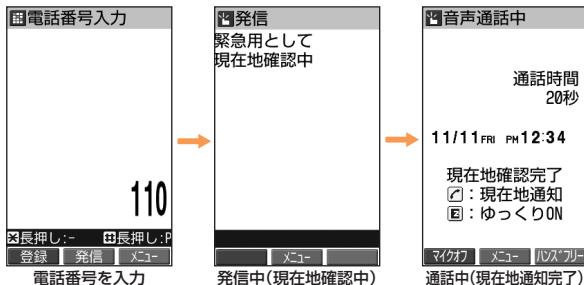 電話番号入力
110
✱長押し:- #長押し:P
登録 発信 メニュー
電話番号を入力
発信
緊急用として
現在地確認中
メニュー
発信中(現在地確認中)
音声通話中
通話時間
20秒
11/11 FRI PM 12:34
現在地確認完了
:現在地通知
:ゆっくりON
マイクオフ メニュー ハンズフリー
通話中(現在地通知完了)